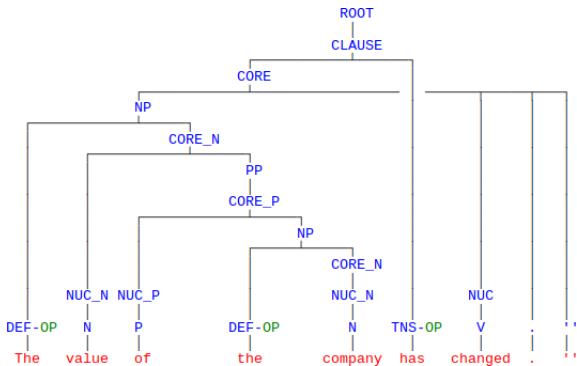 ROOT
CLAUSE
CORE
NP
CORE_N
PP
CORE_P
NP
CORE_N
NUC_N NUC_P NUC_N NUC
DEF-OP N P DEF-OP N TNS-OP V . ''
The value of the company has changed . ''